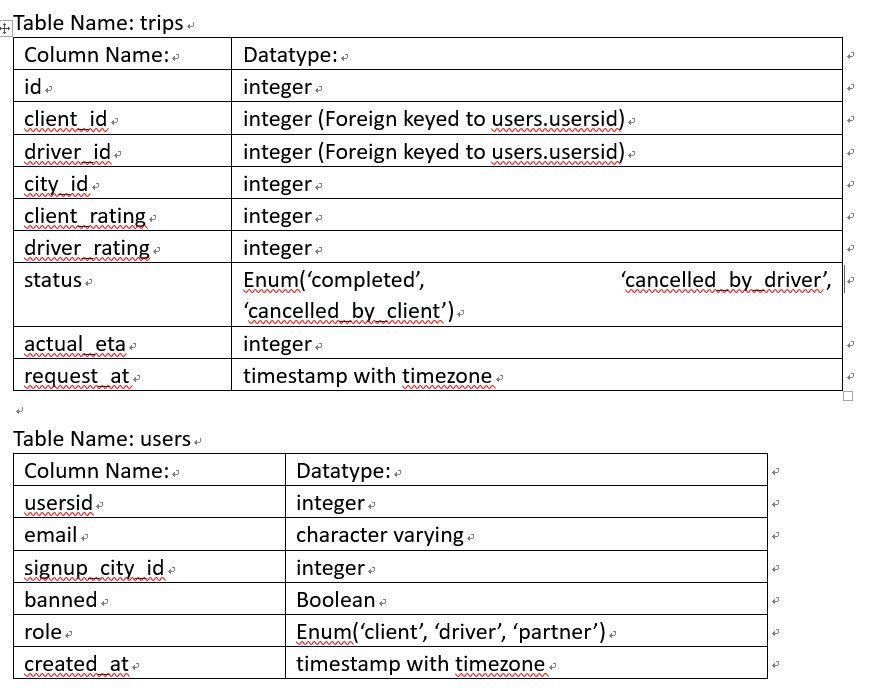 Table Name: trips
Column Name: Datatype:
id integer
client_id integer (Foreign keyed to users.usersid)
driver_id integer (Foreign keyed to users.usersid)
city_id integer
client_rating integer
driver_rating integer
status Enum(‘completed’, ‘cancelled_by_driver’,
‘cancelled_by_client’)
actual_eta integer
request_at timestamp with timezone
Table Name: users
Column Name: Datatype:
usersid integer
email character varying
signup_city_id integer
banned Boolean
role Enum(‘client’, ‘driver’, ‘partner’)
created_at timestamp with timezone